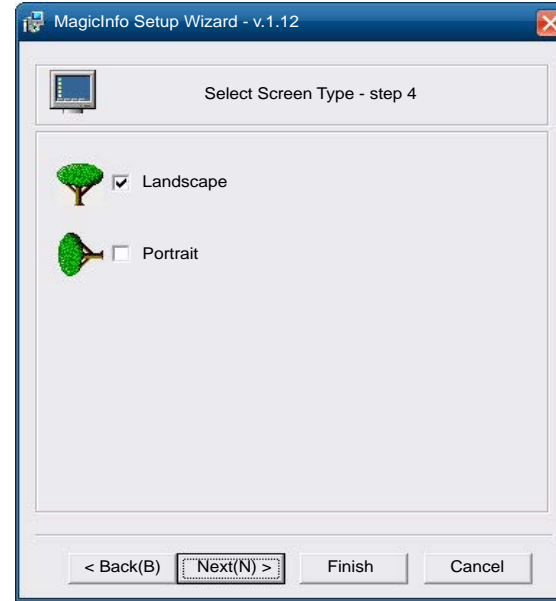 MagicInfo Setup Wizard - v.1.12
Select Screen Type - step 4
Landscape
Portrait
< Back(B) Next(N) > Finish Cancel